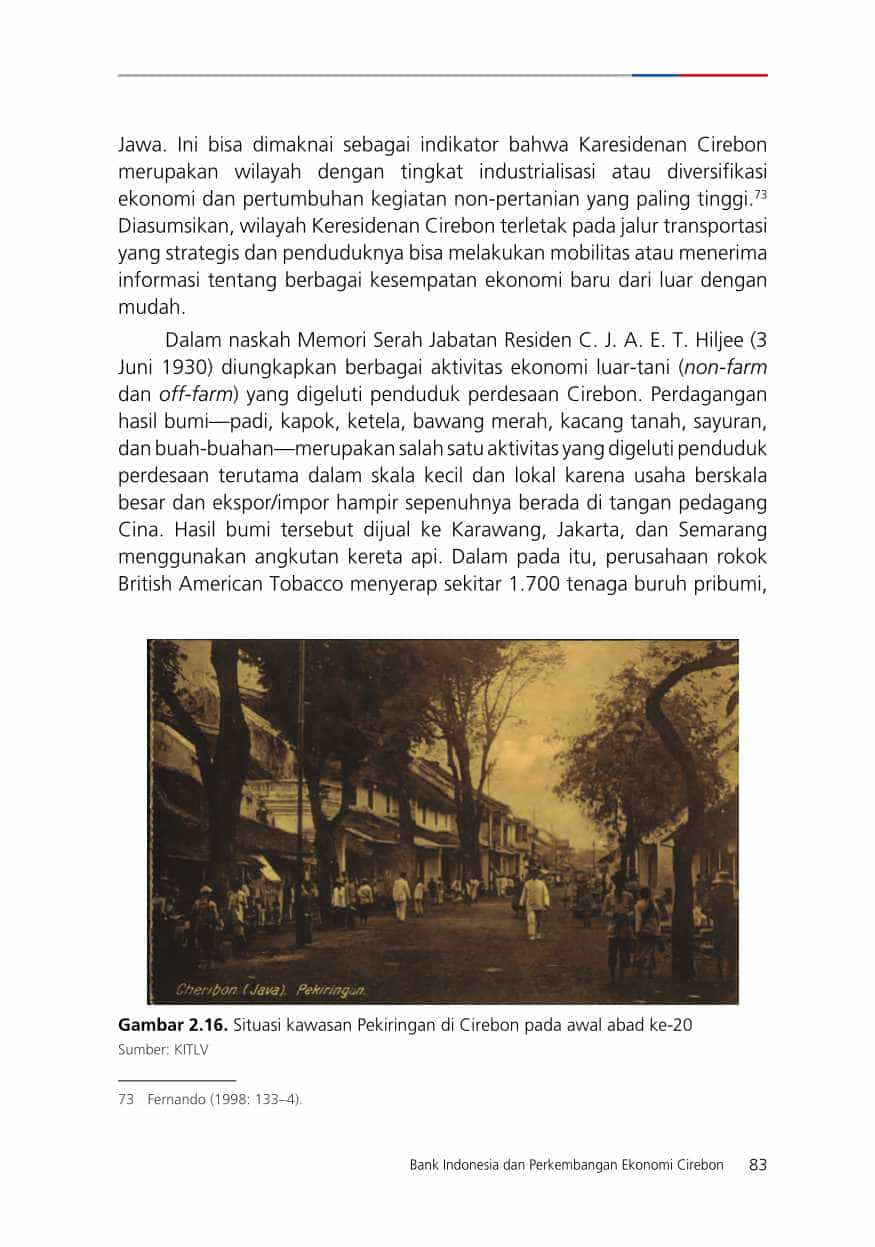 Jawa. Ini bisa dimaknai sebagai indikator bahwa Karesidenan Cirebon
merupakan wilayah dengan tingkat industrialisasi atau diversifikasi
ekonomi dan pertumbuhan kegiatan non-pertanian yang paling tinggi.73
Diasumsikan, wilayah Keresidenan Cirebon terletak pada jalur transportasi
yang strategis dan penduduknya bisa melakukan mobilitas atau menerima
informasi tentang berbagai kesempatan ekonomi baru dari luar dengan
mudah.
Dalam naskah Memori Serah Jabatan Residen C. J. A. E. T. Hiljee (3
Juni 1930) diungkapkan berbagai aktivitas ekonomi luar-tani (non-farm
dan off-farm) yang digeluti penduduk perdesaan Cirebon. Perdagangan
hasil bumi—padi, kapok, ketela, bawang merah, kacang tanah, sayuran,
dan buah-buahan—merupakan salah satu aktivitas yang digeluti penduduk
perdesaan terutama dalam skala kecil dan lokal karena usaha berskala
besar dan ekspor/impor hampir sepenuhnya berada di tangan pedagang
Cina. Hasil bumi tersebut dijual ke Karawang, Jakarta, dan Semarang
menggunakan angkutan kereta api. Dalam pada itu, perusahaan rokok
British American Tobacco menyerap sekitar 1.700 tenaga buruh pribumi,
Cheribon (Java). Pekiringan.
Gambar 2.16. Situasi kawasan Pekiringan di Cirebon pada awal abad ke-20
Sumber: KITLV
73 Fernando (1998: 133–4).
Bank Indonesia dan Perkembangan Ekonomi Cirebon 83